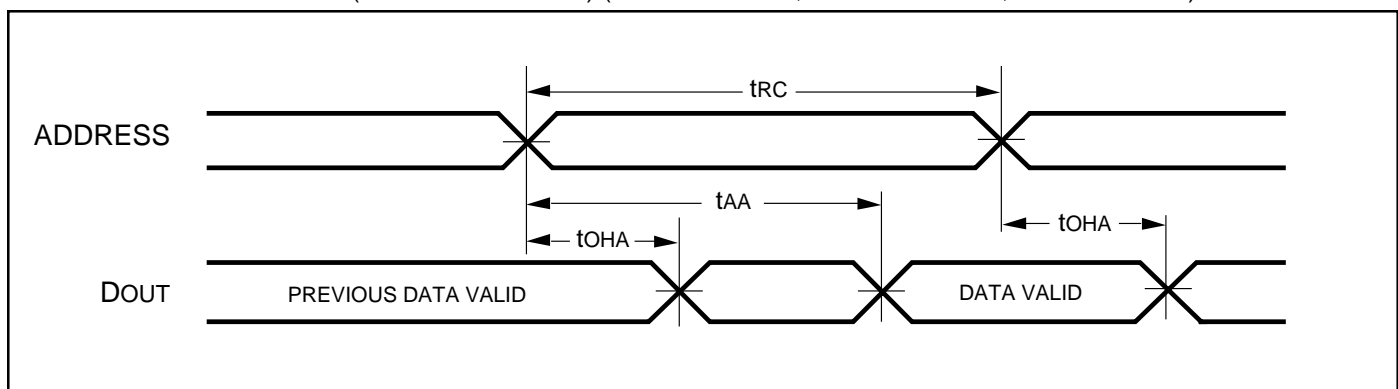 tRC
ADDRESS
tAA
tOHA
tOHA
DOUT
PREVIOUS DATA VALID
DATA VALID